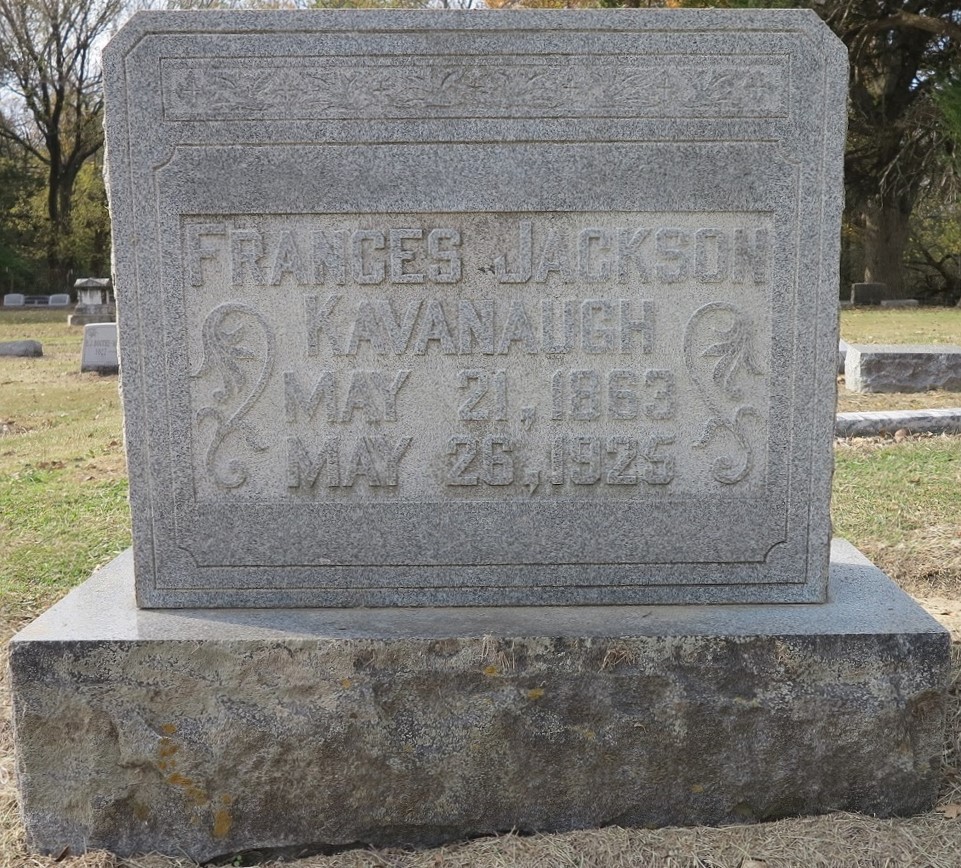 FRANCES JACKSON
KAVANAUGH
MAY 21, 1863
MAY 26, 1925